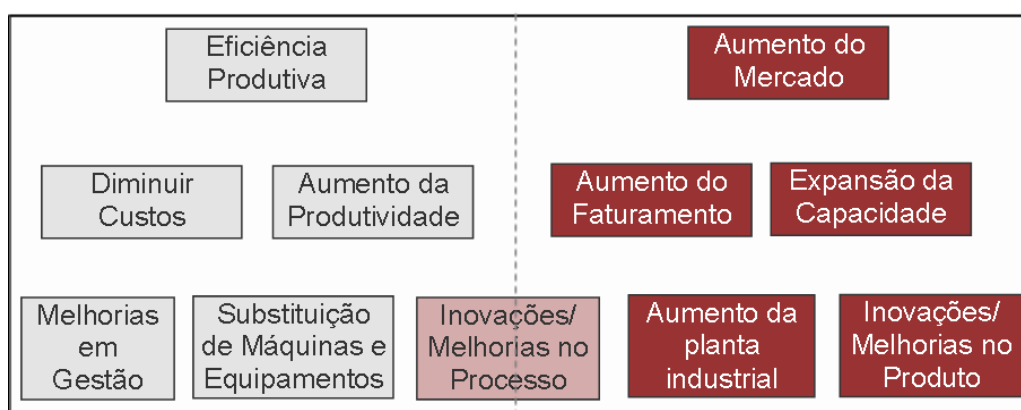 Eficiência
Produtiva
Aumento do
Mercado
Diminuir
Custos
Aumento da
Produtividade
Aumento do
Faturamento
Expansão da
Capacidade
Melhorias
em
Gestão
Substituição
de Máquinas e
Equipamentos
Inovações/
Melhorias no
Processo
Aumento da
planta
industrial
Inovações/
Melhorias no
Produto